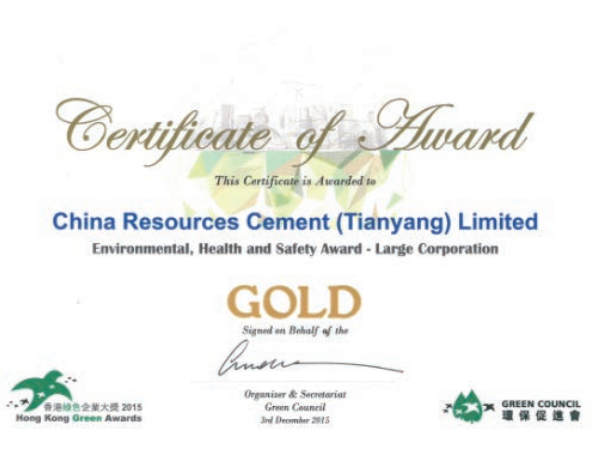 Certificate of Award
This Certificate is Awarded to
China Resources Cement (Tianyang) Limited
Environmental, Health and Safety Award - Large Corporation
GOLD
Signed on Behalf of the
Organizer & Secretariat
Green Council
3rd December 2015
香港綠色企業大獎 2015
Hong Kong Green Awards
GREEN COUNCIL
環保促進會